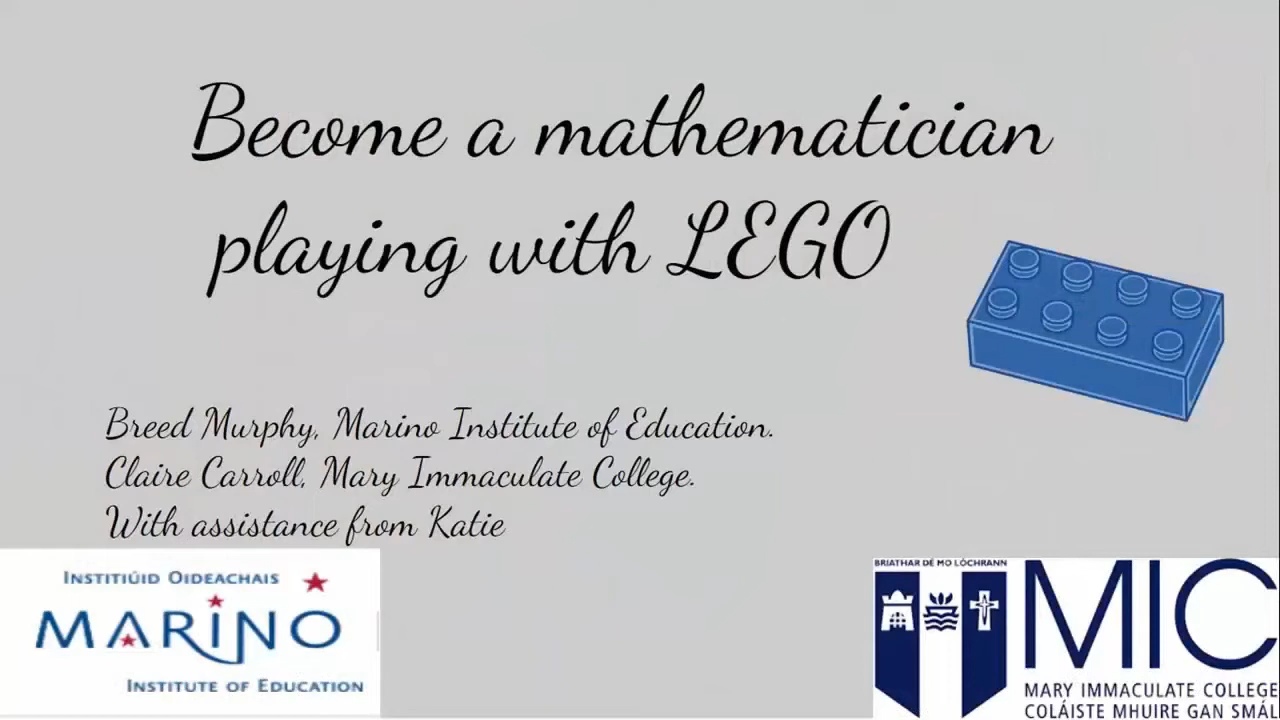 Become a mathematician
playing with LEGO
Breed Murphy, Marino Institute of Education.
Claire Carroll, Mary Immaculate College.
With assistance from Katie
INSTITIÚID OIDEACHAIS
MARINO
INSTITUTE OF EDUCATION
BRIATHAR DÉ MO LÓCHRANN
MIC
MARY IMMACULATE COLLEGE
COLÁISTE MHUIRE GAN SMÁL